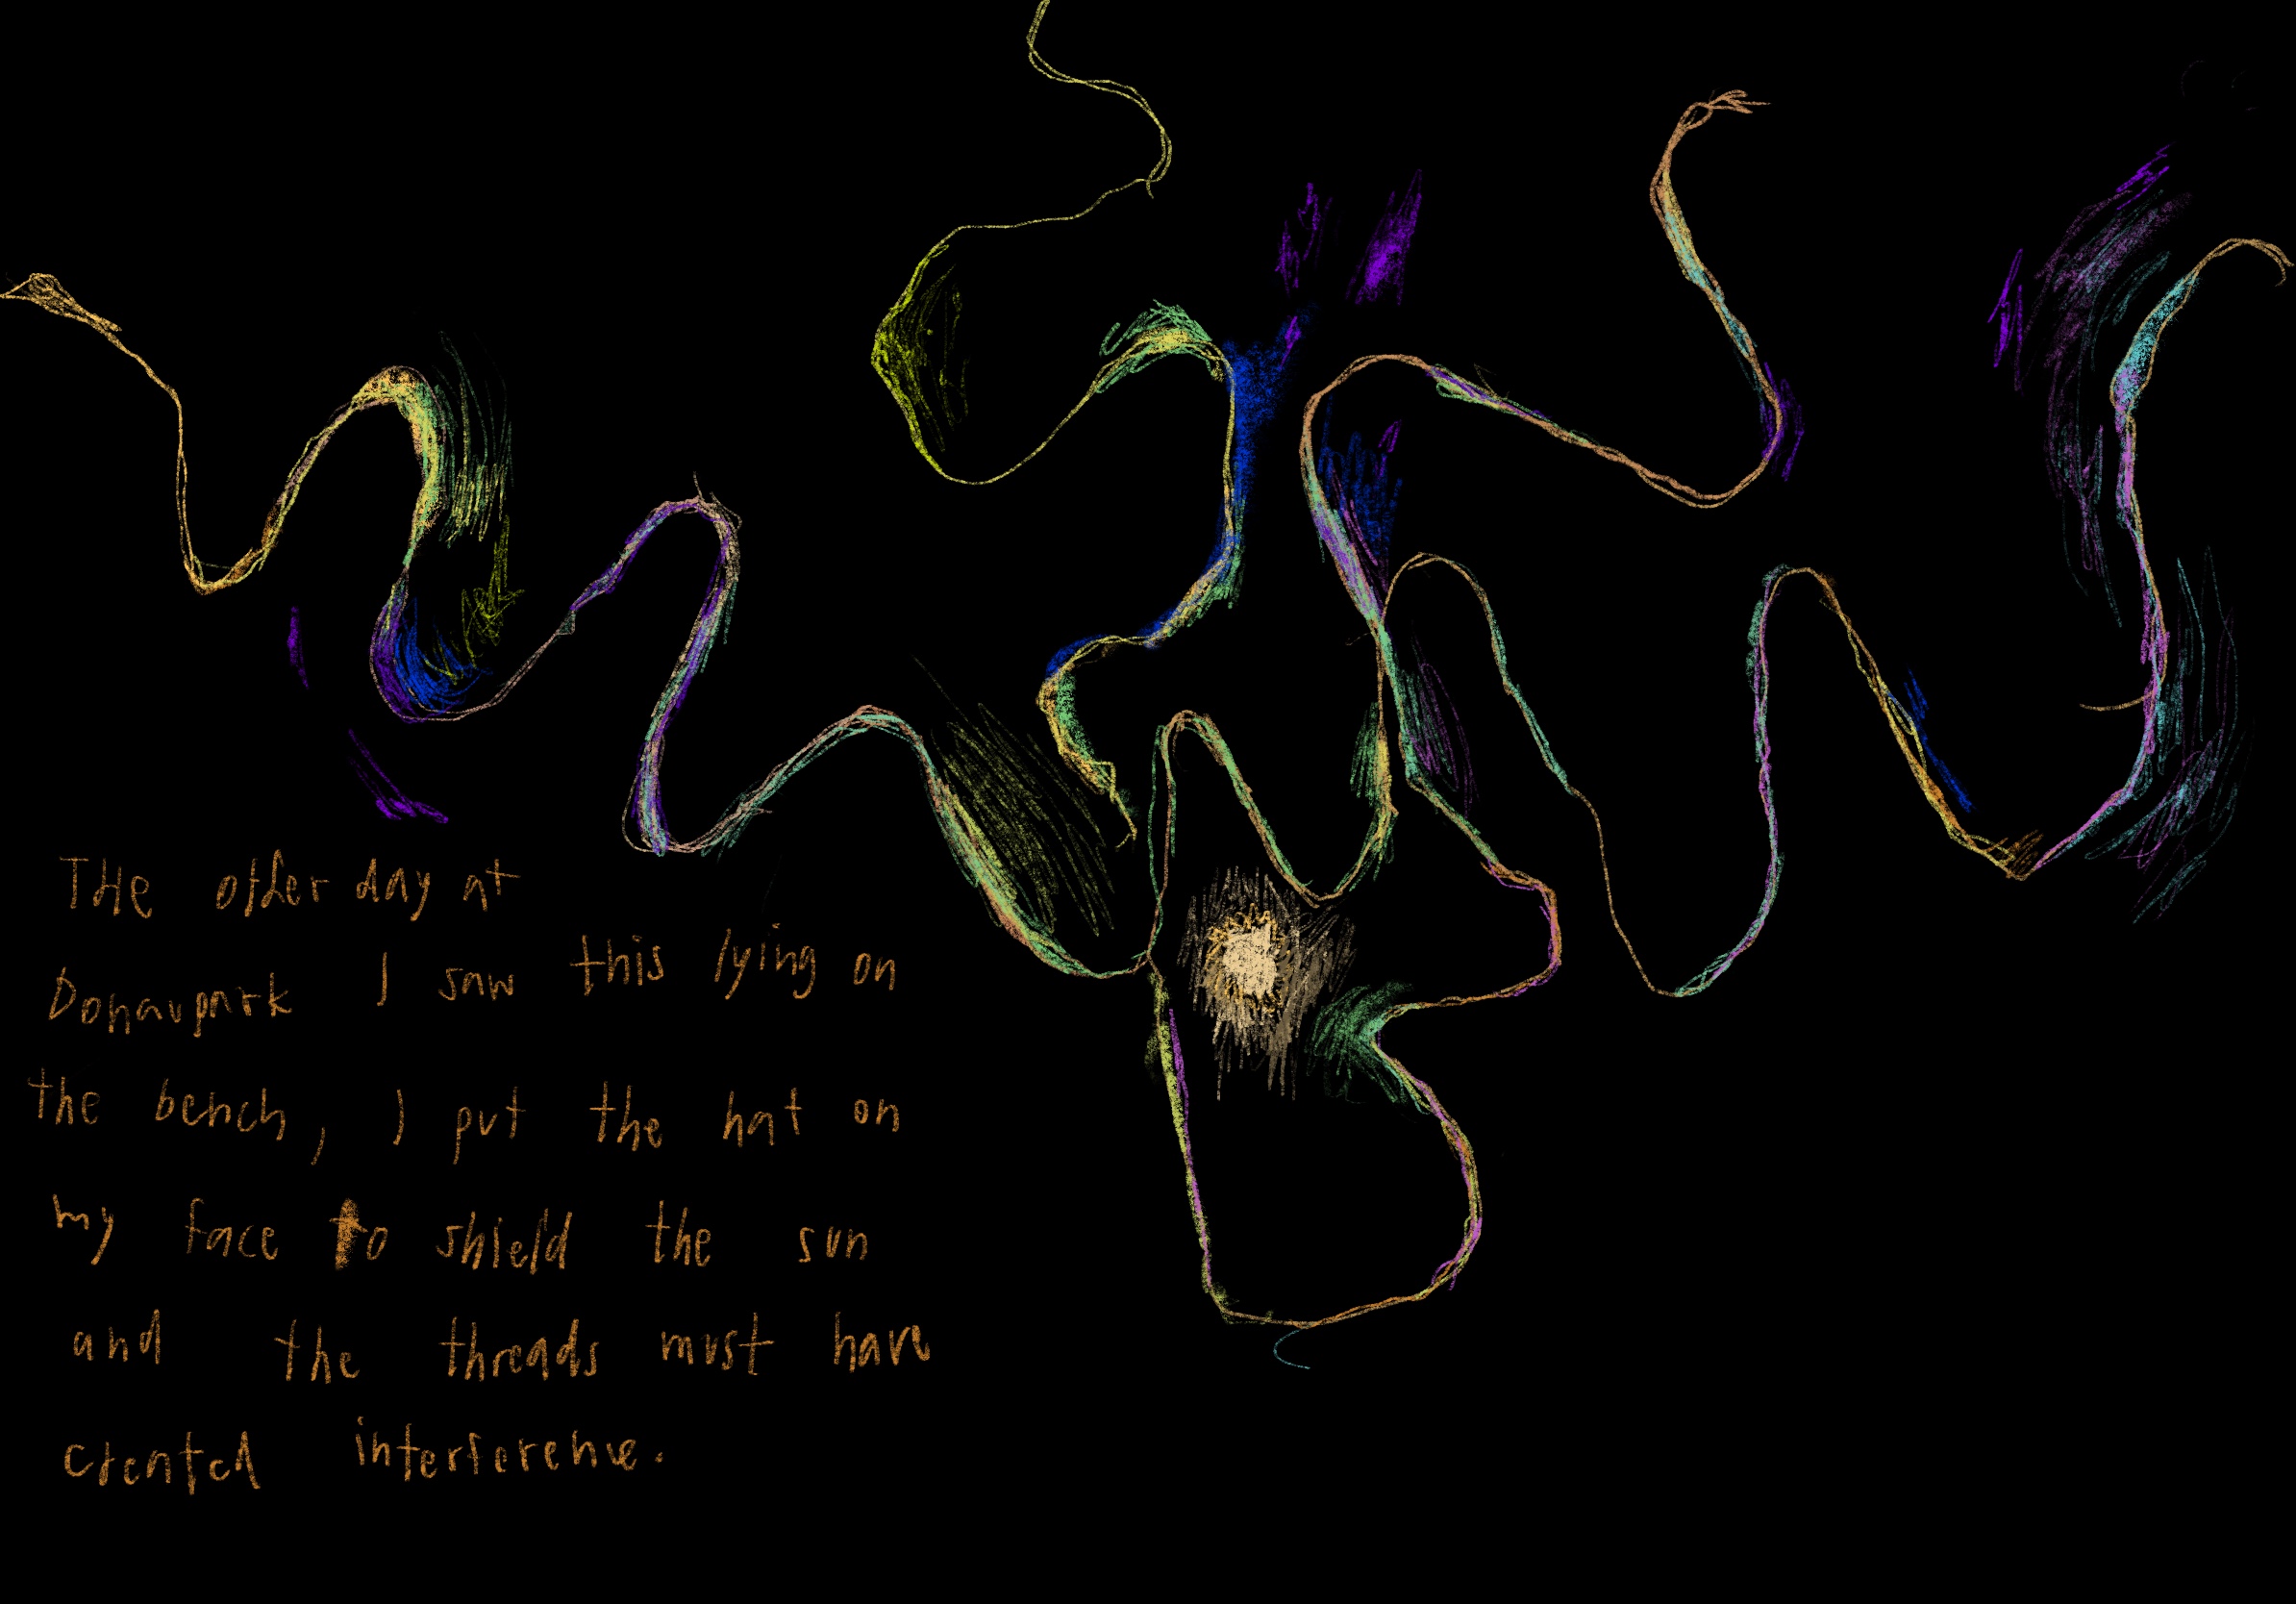 The other day at
Donaupark I saw this lying on
the bench, I put the hat on
my face to shield the sun
and the threads must have
created interference.